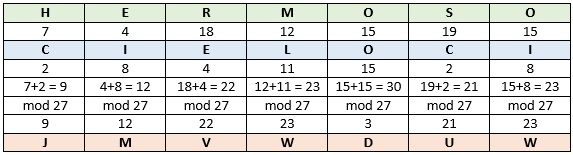 H E R M O S O
7 4 18 12 15 19 15
C I E L O C I
2 8 4 11 15 2 8
7+2 = 9 4+8 = 12 18+4 = 22 12+11 = 23 15+15 = 30 19+2 = 21 15+8 = 23
mod 27 mod 27 mod 27 mod 27 mod 27 mod 27 mod 27
9 12 22 23 3 21 23
J M V W D U W